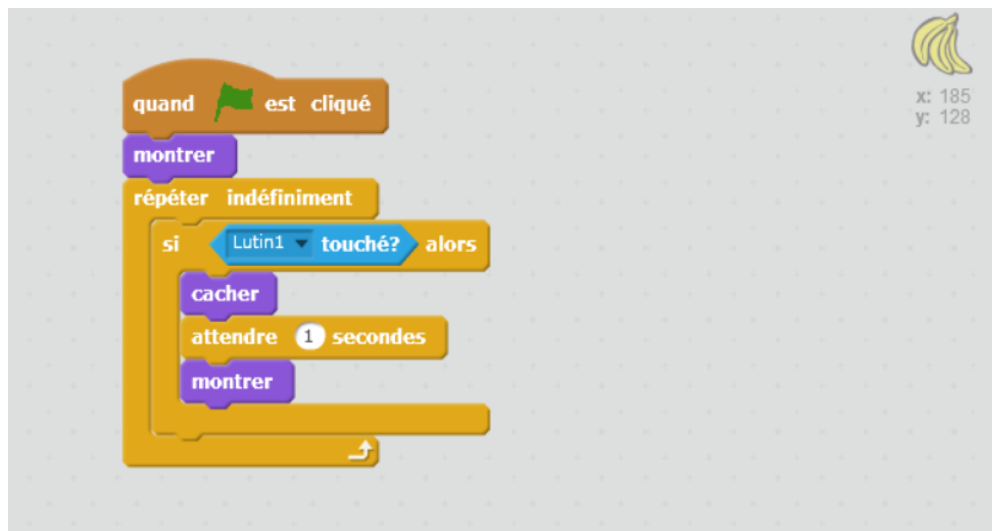 quand est cliqué
montrer
répéter indéfiniment
si Lutin1 touché? alors
cacher
attendre 1 secondes
montrer
x: 185
y: 128